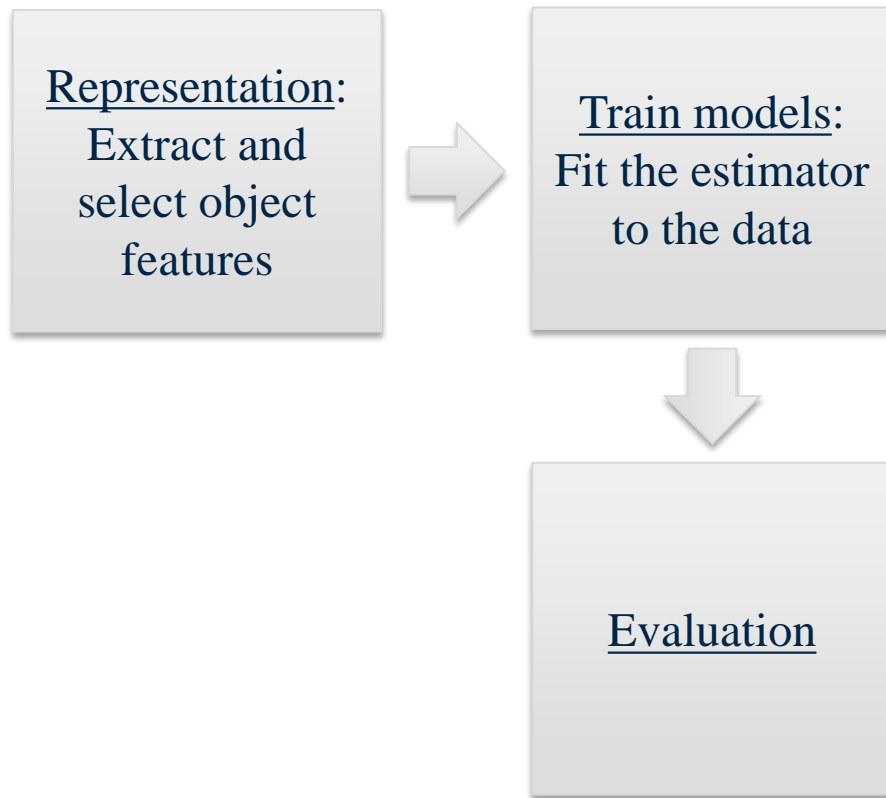 Representation:
Extract and
select object
features
Train models:
Fit the estimator
to the data
Evaluation